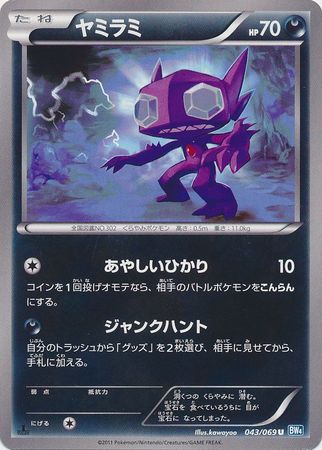 たね ヤミラミ HP70
全国図鑑NO.302 くらやみポケモン 高さ：0.5m 重さ：11.0kg
あやしいひかり 10
コインを1回投げオモテなら、相手のバトルポケモンをこんらん
にする。
ジャンクハント
自分のトラッシュから「グッズ」を2枚選び、相手に見せてから、
手札に加える。
弱点 抵抗力
にげる
洞くつの くらやみに 潜む。
宝石を 食べているうちに 目が
宝石に なってしまった。
Illus.kawayoo 043/069 U BW4
©2011 Pokémon/Nintendo/Creatures/GAME FREAK.